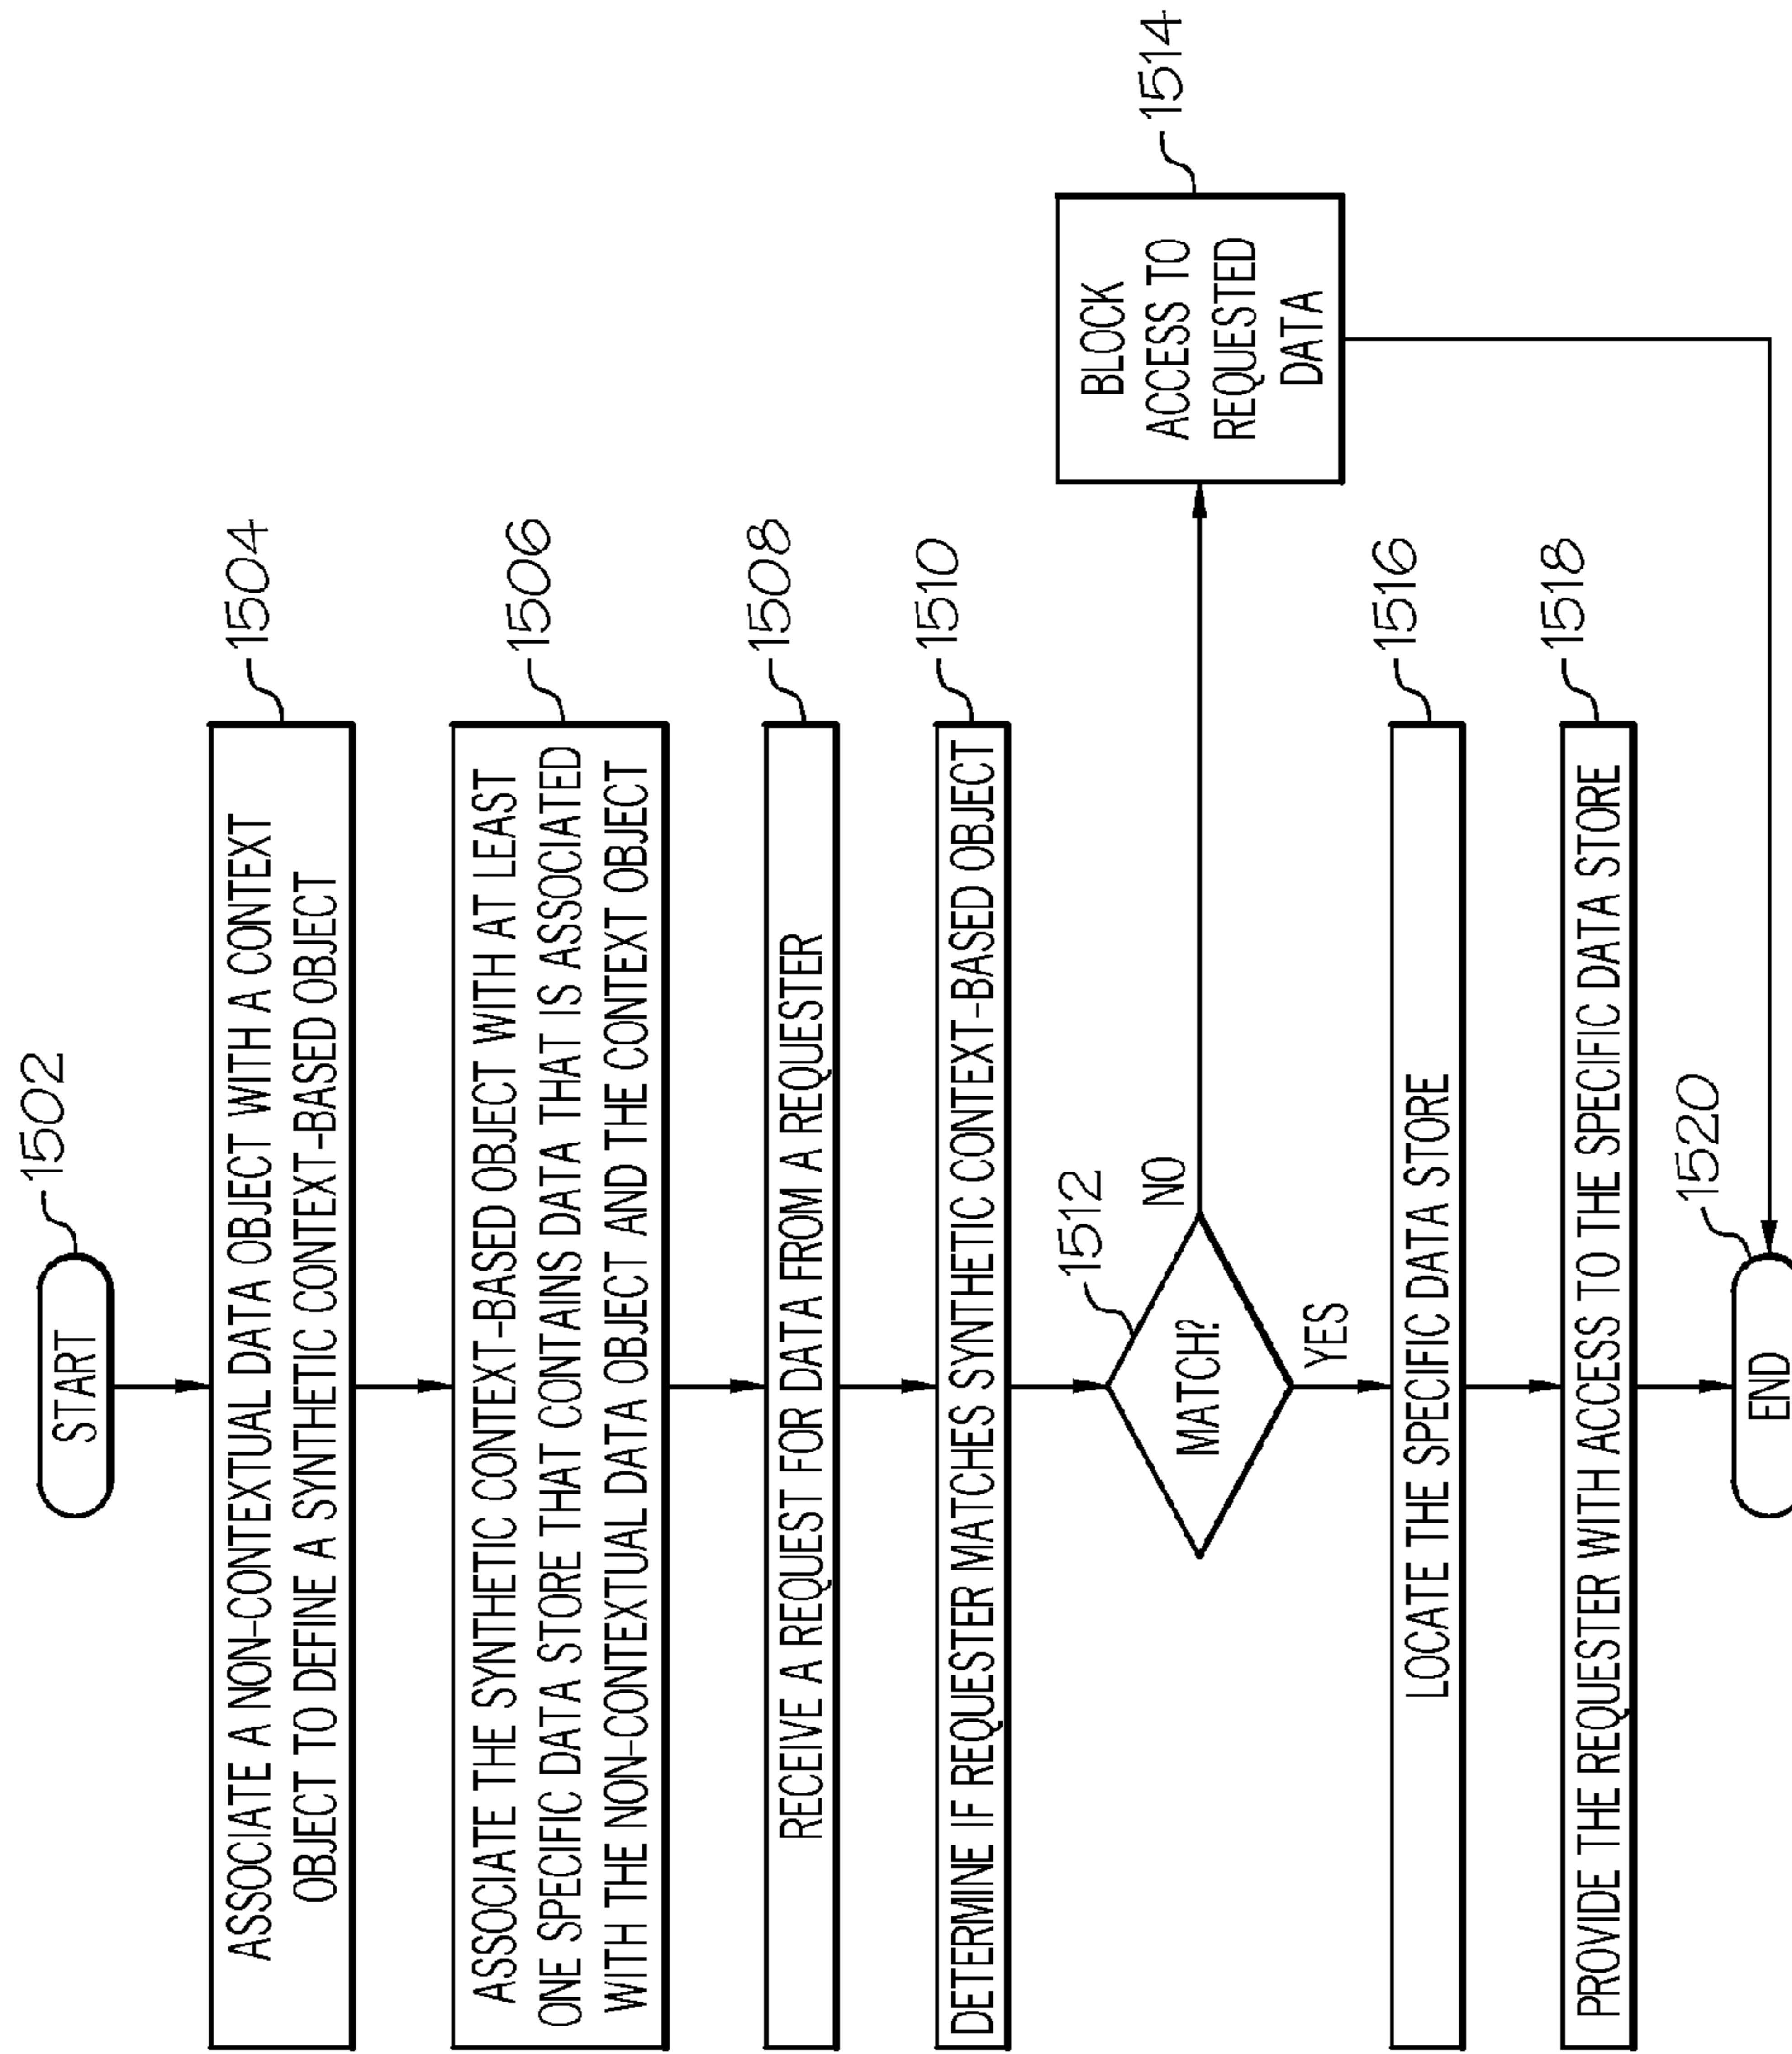 START
1502
ASSOCIATE A NON-CONTEXTUAL DATA OBJECT WITH A CONTEXT
OBJECT TO DEFINE A SYNTHETIC CONTEXT-BASED OBJECT
1504
ASSOCIATE THE SYNTHETIC CONTEXT-BASED OBJECT WITH AT LEAST
ONE SPECIFIC DATA STORE THAT CONTAINS DATA THAT IS ASSOCIATED
WITH THE NON-CONTEXTUAL DATA OBJECT AND THE CONTEXT OBJECT
1506
RECEIVE A REQUEST FOR DATA FROM A REQUESTER
1508
DETERMINE IF REQUESTER MATCHES SYNTHETIC CONTEXT-BASED OBJECT
1510
MATCH?
1512
NO
BLOCK
ACCESS TO
REQUESTED
DATA
1514
YES
LOCATE THE SPECIFIC DATA STORE
1516
PROVIDE THE REQUESTER WITH ACCESS TO THE SPECIFIC DATA STORE
1518
END
1520